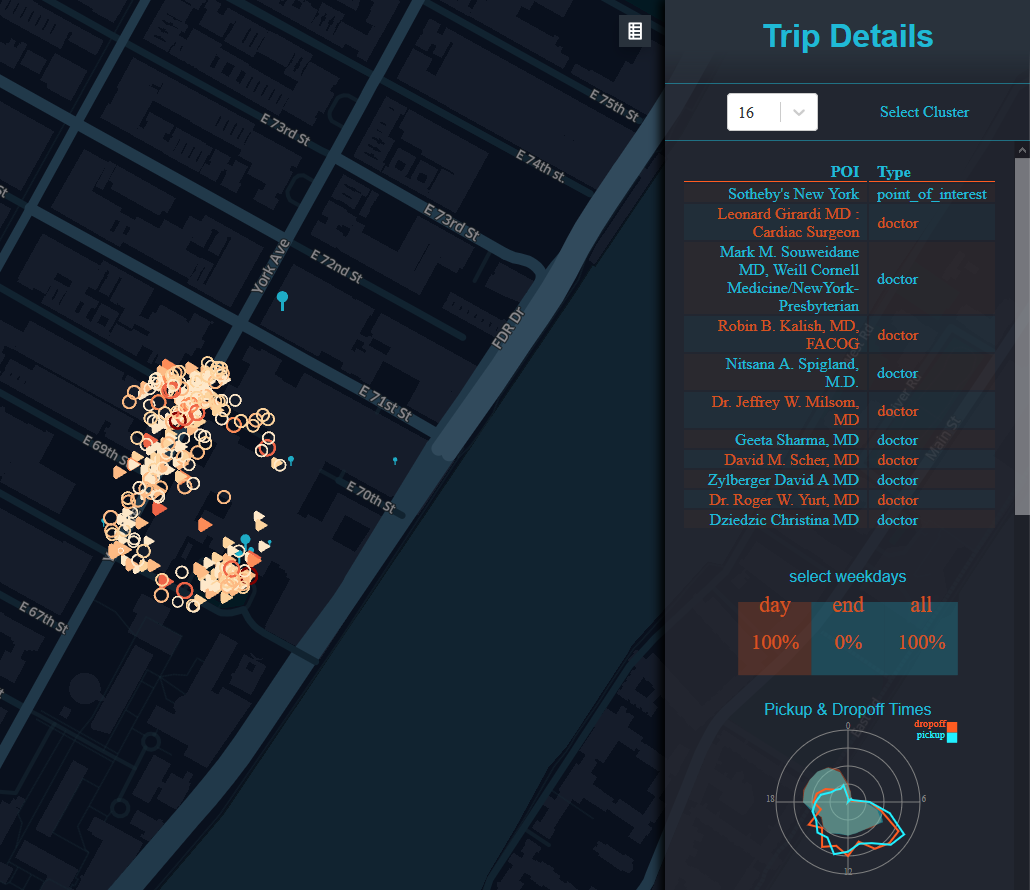 Trip Details
16
Select Cluster
POI Type
Sotheby's New York point_of_interest
Leonard Girardi MD :
Cardiac Surgeon
doctor
Mark M. Souweidane
MD, Weill Cornell
Medicine/NewYork-
Presbyterian
doctor
Robin B. Kalish, MD,
FACOG
doctor
Nitsana A. Spigland,
M.D.
doctor
Dr. Jeffrey W. Milsom,
MD
doctor
Geeta Sharma, MD doctor
David M. Scher, MD doctor
Zylberger David A MD doctor
Dr. Roger W. Yurt, MD doctor
Dziedzic Christina MD doctor
select weekdays
day end all
100% 0% 100%
Pickup & Dropoff Times
dropoff
pickup
0
18
6
12
E 75th St
E 73rd St
E 74th st.
E 73rd St
E 72nd St
York Ave
FDR Dr
E 71st St
E 69th
E 70th St
E 67th St
Main St